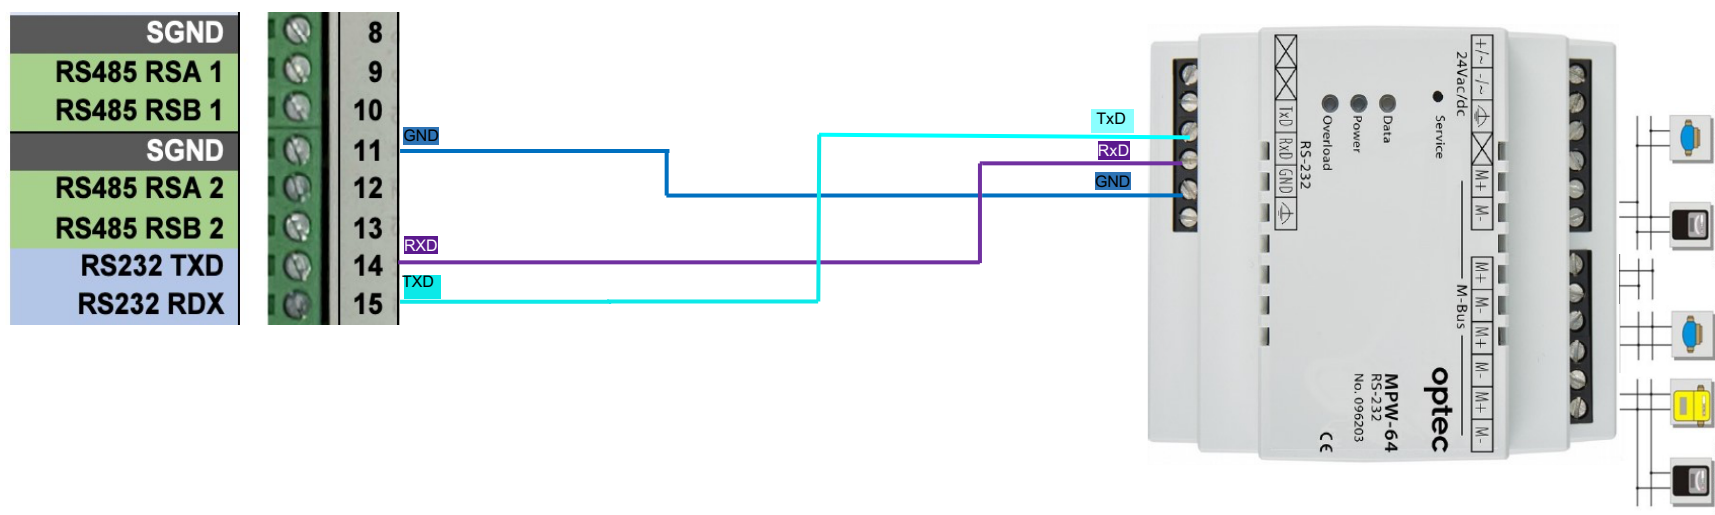 SGND
RS485 RSA 1
RS485 RSB 1
SGND
RS485 RSA 2
RS485 RSB 2
RS232 TXD
RS232 RDX
8
9
10
11
12
13
14
15
GND
RXD
TXD
TxD
RxD
GND
TxD RxD GND
RS-232
Overload
Power
Data
Service
+/~ -/~
24Vac/dc
M+ M-
M+ M- M+ M- M+ M-
M-Bus
optec
MPW-64
RS-232
No. 096203
CE